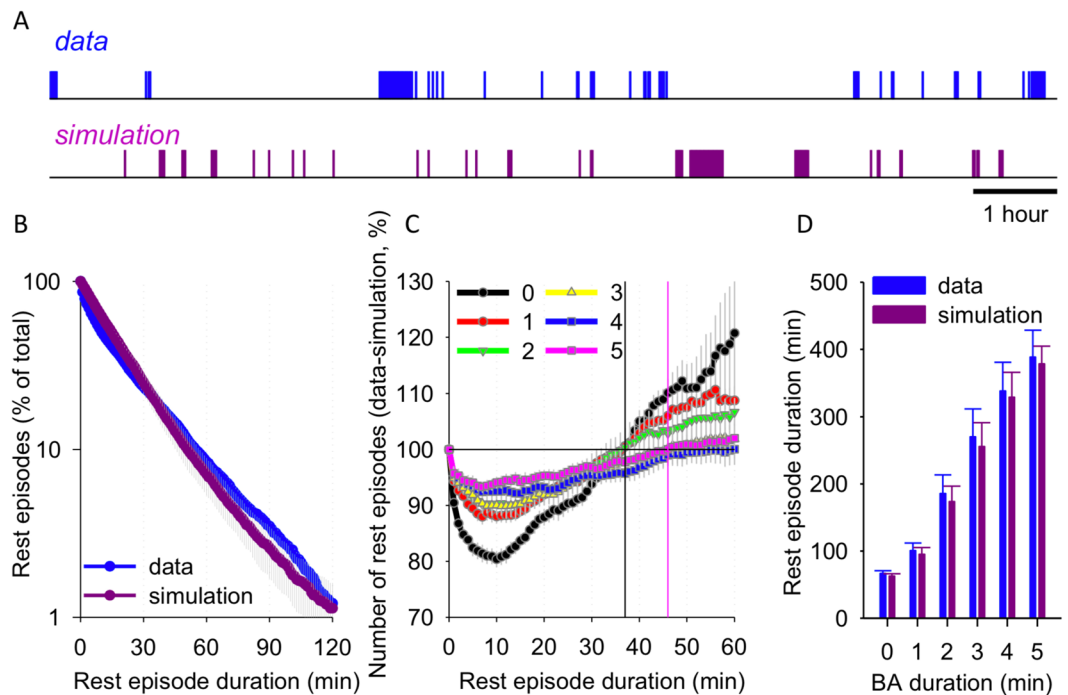 A
data
simulation
1 hour
B
Rest episodes (% of total)
100
10
1
data
simulation
0 30 60 90 120
Rest episode duration (min)
C
Number of rest episodes (data-simulation, %)
130
120
110
100
90
80
70
0 3
1 4
2 5
0 10 20 30 40 50 60
Rest episode duration (min)
D
Rest episode duration (min)
500
400
300
200
100
0
data
simulation
0 1 2 3 4 5
BA duration (min)